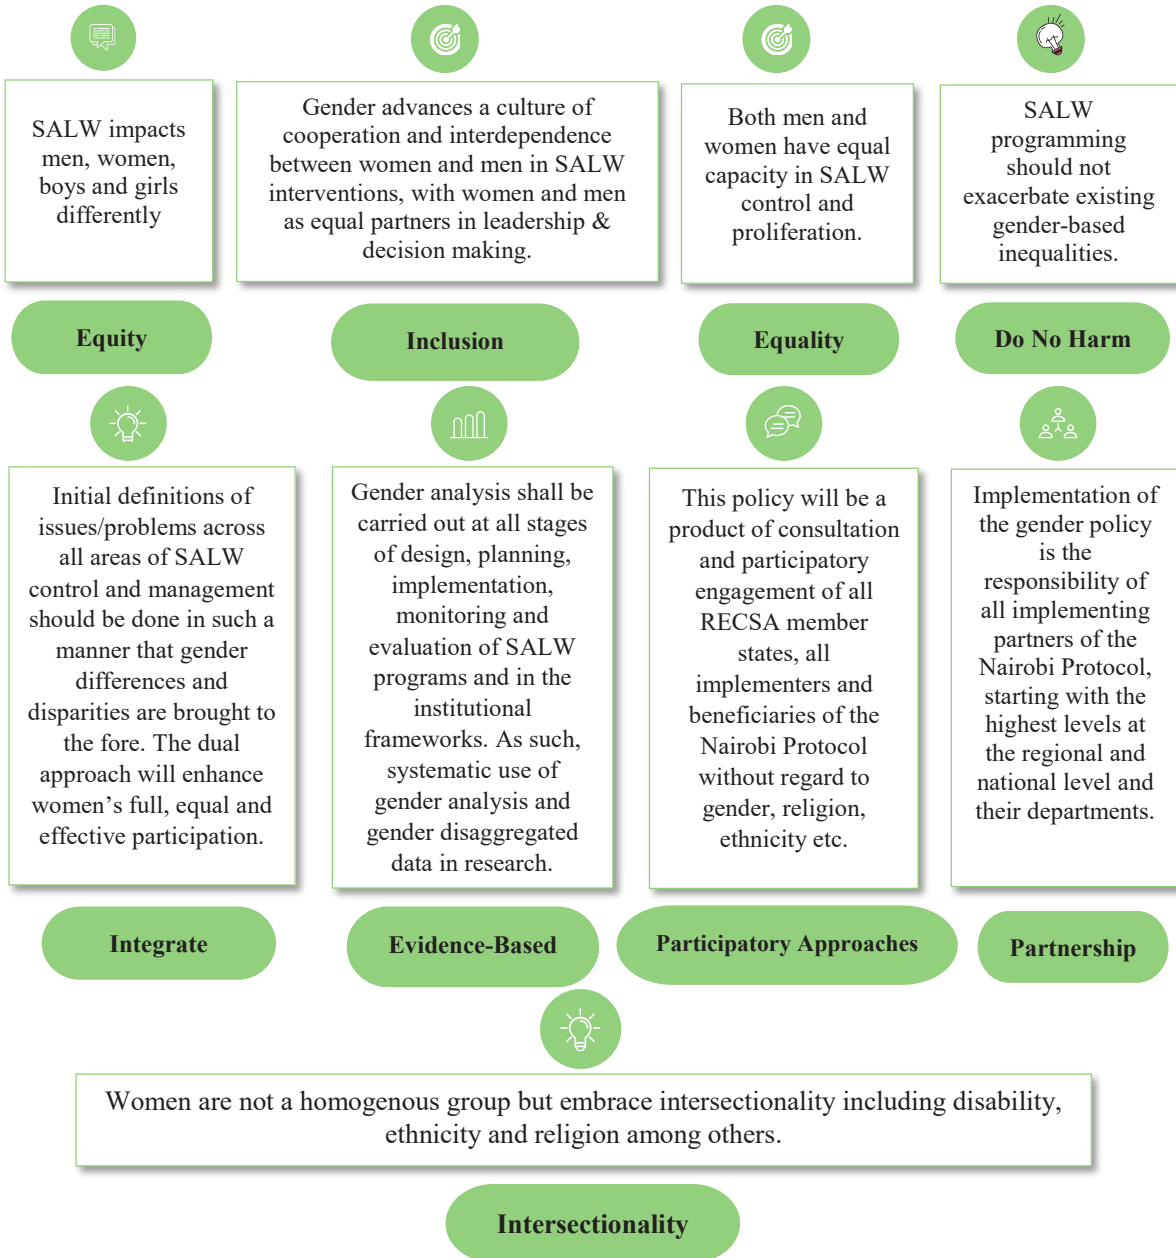 SALW impacts
men, women,
boys and girls
differently
Equity
Gender advances a culture of
cooperation and interdependence
between women and men in SALW
interventions, with women and men
as equal partners in leadership &
decision making.
Inclusion
Both men and
women have equal
capacity in SALW
control and
proliferation.
Equality
SALW
programming
should not
exacerbate existing
gender-based
inequalities.
Do No Harm
Initial definitions of
issues/problems across
all areas of SALW
control and management
should be done in such a
manner that gender
differences and
disparities are brought to
the fore. The dual
approach will enhance
women’s full, equal and
effective participation.
Integrate
Gender analysis shall be
carried out at all stages
of design, planning,
implementation,
monitoring and
evaluation of SALW
programs and in the
institutional
frameworks. As such,
systematic use of
gender analysis and
gender disaggregated
data in research.
Evidence-Based
This policy will be a
product of consultation
and participatory
engagement of all
RECSA member
states, all
implementers and
beneficiaries of the
Nairobi Protocol
without regard to
gender, religion,
ethnicity etc.
Participatory Approaches
Implementation of
the gender policy
is the
responsibility of
all implementing
partners of the
Nairobi Protocol,
starting with the
highest levels at
the regional and
national level and
their departments.
Partnership
Women are not a homogenous group but embrace intersectionality including disability,
ethnicity and religion among others.
Intersectionality